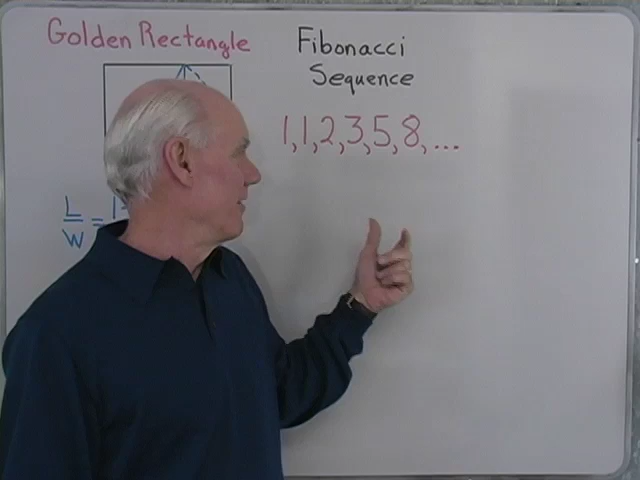 Golden Rectangle
Fibonacci
Sequence
1,1,2,3,5,8,...
L
W
=